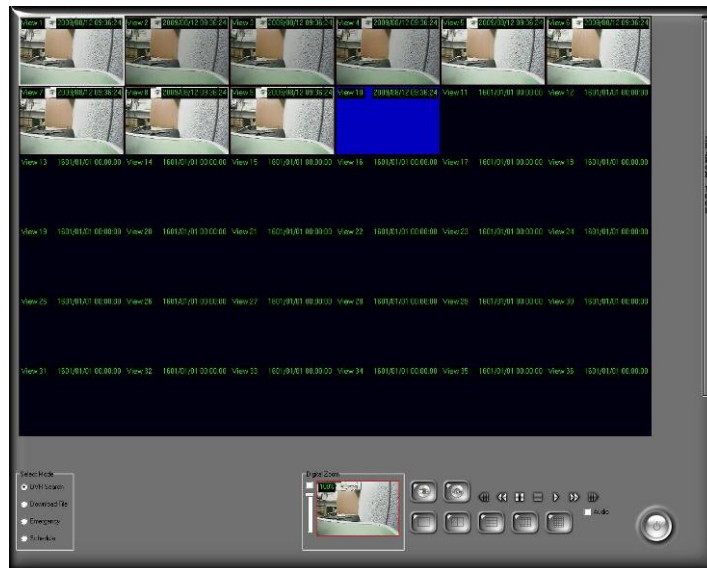 View 1 2009/08/12 09:36:24 View 2 2009/08/12 09:36:24 View 3 2009/08/12 09:36:24 View 4 2009/08/12 09:36:24 View 5 2009/08/12 09:36:24 View 6 2009/08/12 09:36:24
View 7 2009/08/12 09:36:24 View 8 2009/08/12 09:36:24 View 9 2009/08/12 09:36:24 View 10 2009/08/12 09:36:24 View 11 1601/01/01 00:00:00 View 12 1601/01/01 00:00:00
View 13 1601/01/01 00:00:00 View 14 1601/01/01 00:00:00 View 15 1601/01/01 00:00:00 View 16 1601/01/01 00:00:00 View 17 1601/01/01 00:00:00 View 18 1601/01/01 00:00:00
View 19 1601/01/01 00:00:00 View 20 1601/01/01 00:00:00 View 21 1601/01/01 00:00:00 View 22 1601/01/01 00:00:00 View 23 1601/01/01 00:00:00 View 24 1601/01/01 00:00:00
View 25 1601/01/01 00:00:00 View 26 1601/01/01 00:00:00 View 27 1601/01/01 00:00:00 View 28 1601/01/01 00:00:00 View 29 1601/01/01 00:00:00 View 30 1601/01/01 00:00:00
View 31 1601/01/01 00:00:00 View 32 1601/01/01 00:00:00 View 33 1601/01/01 00:00:00 View 34 1601/01/01 00:00:00 View 35 1601/01/01 00:00:00 View 36 1601/01/01 00:00:00
Select Mode
DVR Search
Download File
Emergency
Schedule
Digital Zoom
100%
Audio